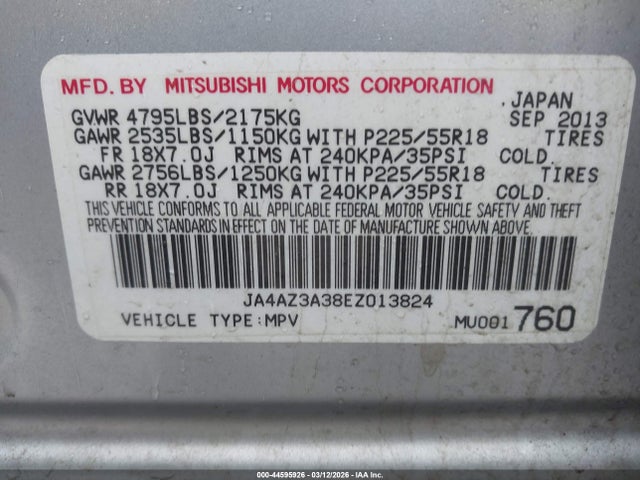 MFD. BY MITSUBISHI MOTORS CORPORATION
GVWR 4795LBS/2175KG
JAPAN
SEP 2013
GAWR 2535LBS/1150KG WITH P225/55R18 TIRES
FR 18X7.0J RIMS AT 240KPA/35PSI COLD.
GAWR 2756LBS/1250KG WITH P225/55R18 TIRES
RR 18X7.0J RIMS AT 240KPA/35PSI COLD.
THIS VEHICLE CONFORMS TO ALL APPLICABLE FEDERAL MOTOR VEHICLE SAFETY AND THEFT
PREVENTION STANDARDS IN EFFECT ON THE DATE OF MANUFACTURE SHOWN ABOVE.
JA4AZ3A38EZ013824
VEHICLE TYPE:MPV MU001760
000-44595926 - 03/12/2026 - IAA Inc.